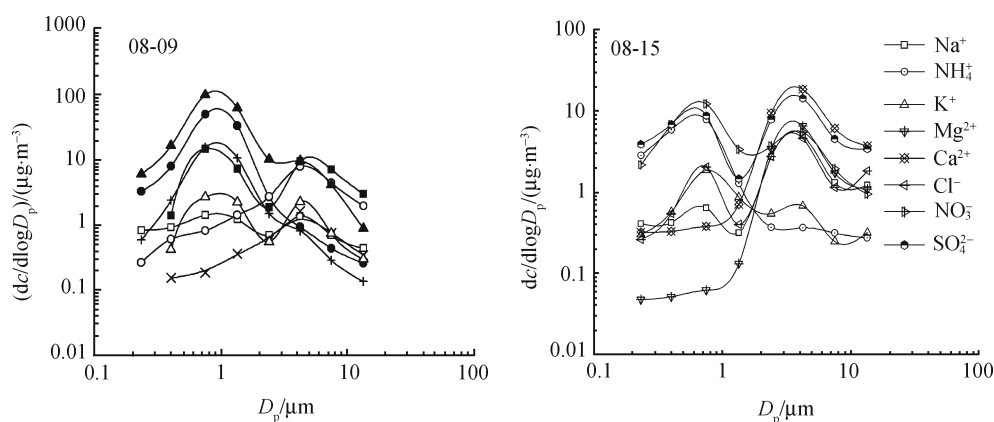 08-09
1000
100
10
1
0.1
0.01
0.1
1
10
100
(dc/dlogDₚ)/(μg·m⁻³)
Dₚ/μm
08-15
100
10
1
0.1
0.01
0.1
1
10
100
dc/dlogDₚ/(μg·m⁻³)
Dₚ/μm
Na⁺
NH₄⁺
K⁺
Mg²⁺
Ca²⁺
Cl⁻
NO₃⁻
SO₄²⁻